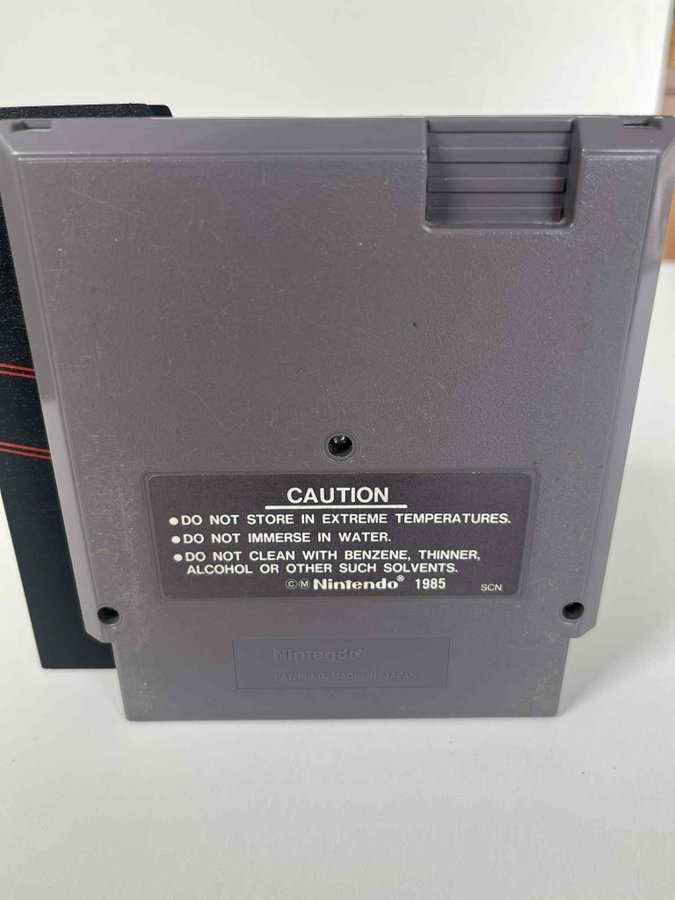 CAUTION
•DO NOT STORE IN EXTREME TEMPERATURES.
•DO NOT IMMERSE IN WATER.
•DO NOT CLEAN WITH BENZENE, THINNER,
ALCOHOL OR OTHER SUCH SOLVENTS.
©Ⓜ Nintendo® 1985 SCN
Nintendo®
PAT. PEND. MADE IN JAPAN